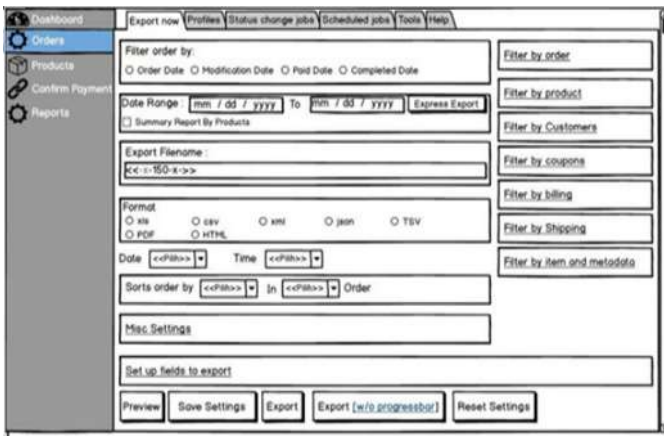 Dashboard
Orders
Products
Confirm Payment
Reports
Export now Profiles Status change jobs Scheduled jobs Tools Help
Filter order by:
Order Date Modification Date Paid Date Completed Date
Date Range : mm / dd / yyyy To mm / dd / yyyy Express Export
Summary Report By Products
Export Filename :
<<-x-150-x->>
Format
xls csv xml json TSV
PDF HTML
Date <<Pilih>> Time <<Pilih>>
Sorts order by <<Pilih>> In <<Pilih>> Order
Misc Settings
Set up fields to export
Preview Save Settings Export Export [w/o progressbar] Reset Settings
Filter by order
Filter by product
Filter by Customers
Filter by coupons
Filter by billing
Filter by Shipping
Filter by item and metadata